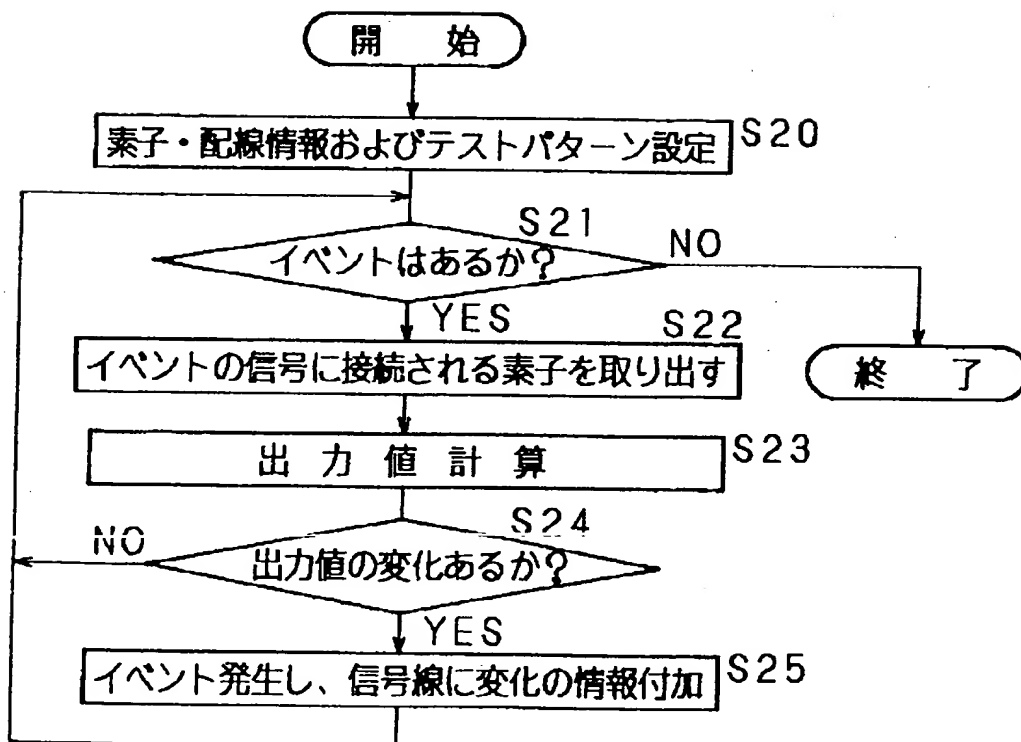 開 始
素子・配線情報およびテストパターン設定
S20
S21
イベントはあるか?
NO
YES
S22
イベントの信号に接続される素子を取り出す
終 了
出力値計算
S23
S24
NO
出力値の変化あるか?
YES
イベント発生し、信号線に変化の情報付加
S25